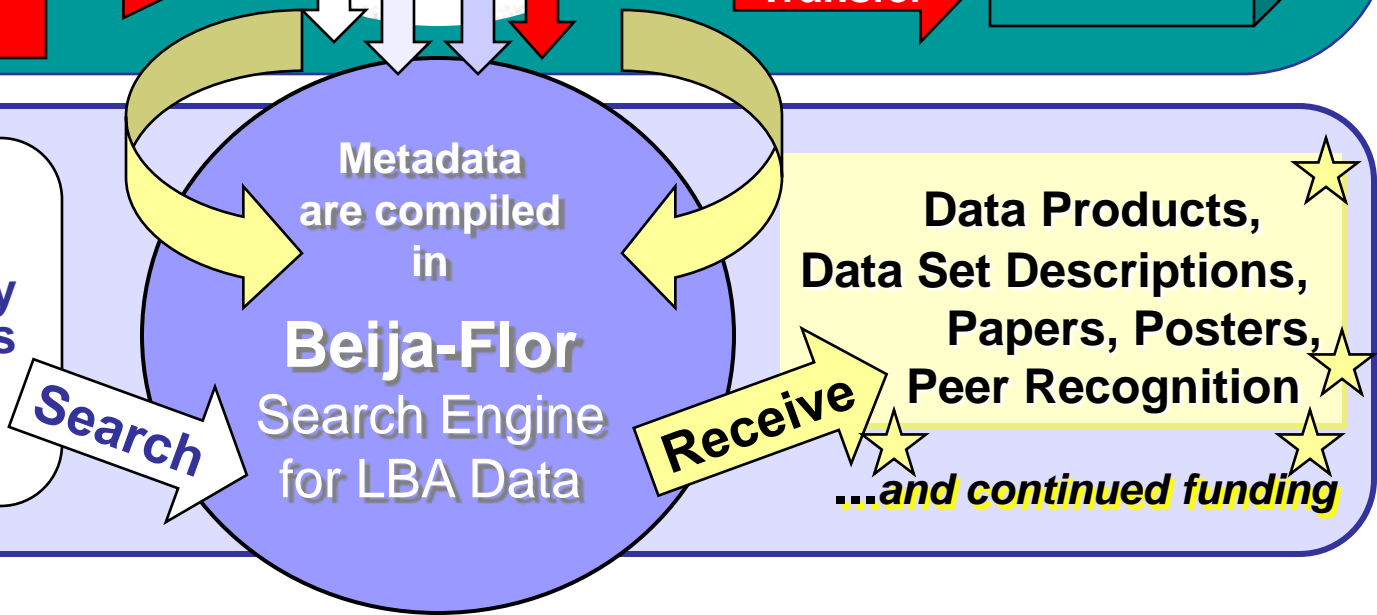 Metadata
are compiled
in
Beija-Flor
Search Engine
for LBA Data
Search
Receive
Data Products,
Data Set Descriptions,
Papers, Posters,
Peer Recognition
...and continued funding